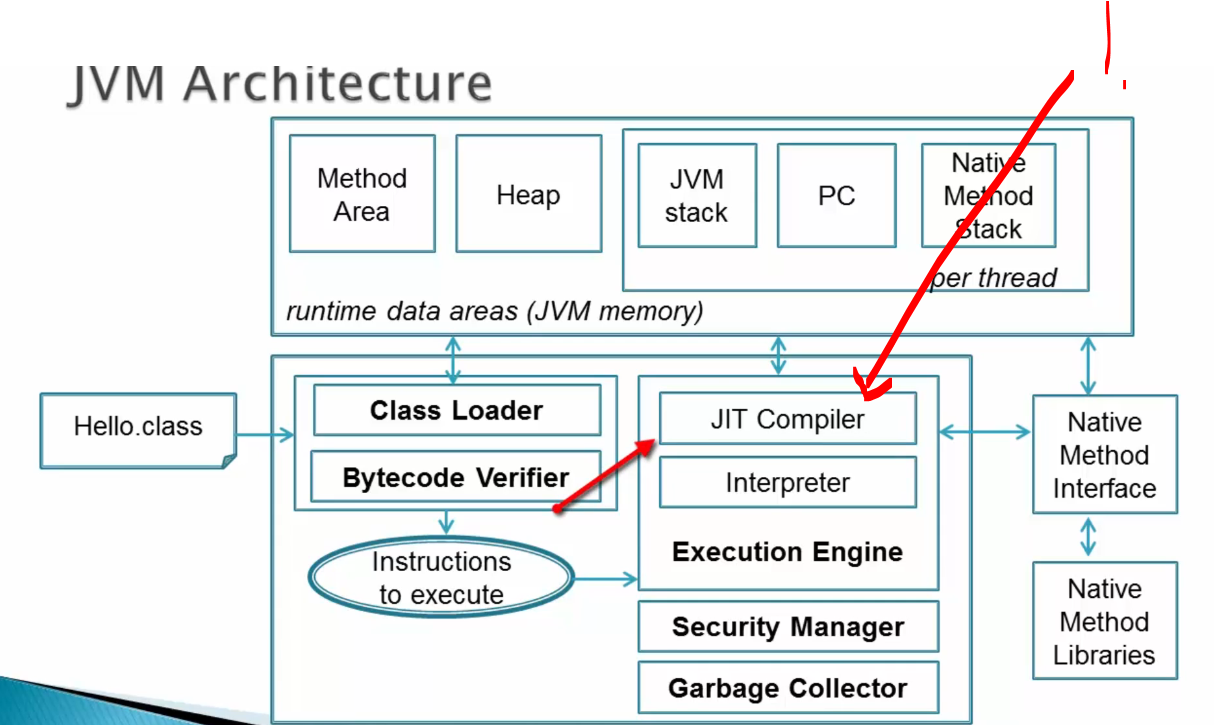 JVM Architecture
Method
Area
Heap
JVM
stack
PC
Native
Method
Stack
per thread
runtime data areas (JVM memory)
Hello.class
Class Loader
Bytecode Verifier
Instructions
to execute
JIT Compiler
Interpreter
Execution Engine
Security Manager
Garbage Collector
Native
Method
Interface
Native
Method
Libraries